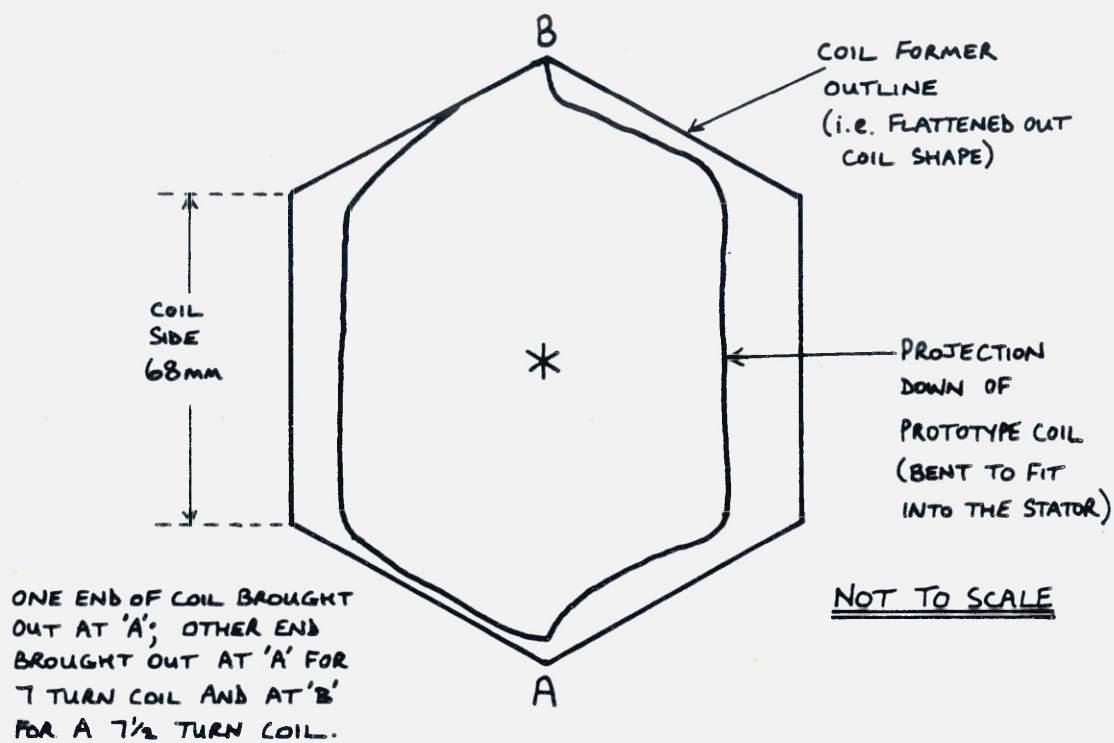 B
COIL FORMER
OUTLINE
(i.e. FLATTENED OUT
COIL SHAPE)
COIL
SIDE
68mm
*
PROJECTION
DOWN OF
PROTOTYPE COIL
(BENT TO FIT
INTO THE STATOR)
NOT TO SCALE
ONE END OF COIL BROUGHT
OUT AT 'A'; OTHER END
BROUGHT OUT AT 'A' FOR
7 TURN COIL AND AT 'B'
FOR A 7½ TURN COIL.
A